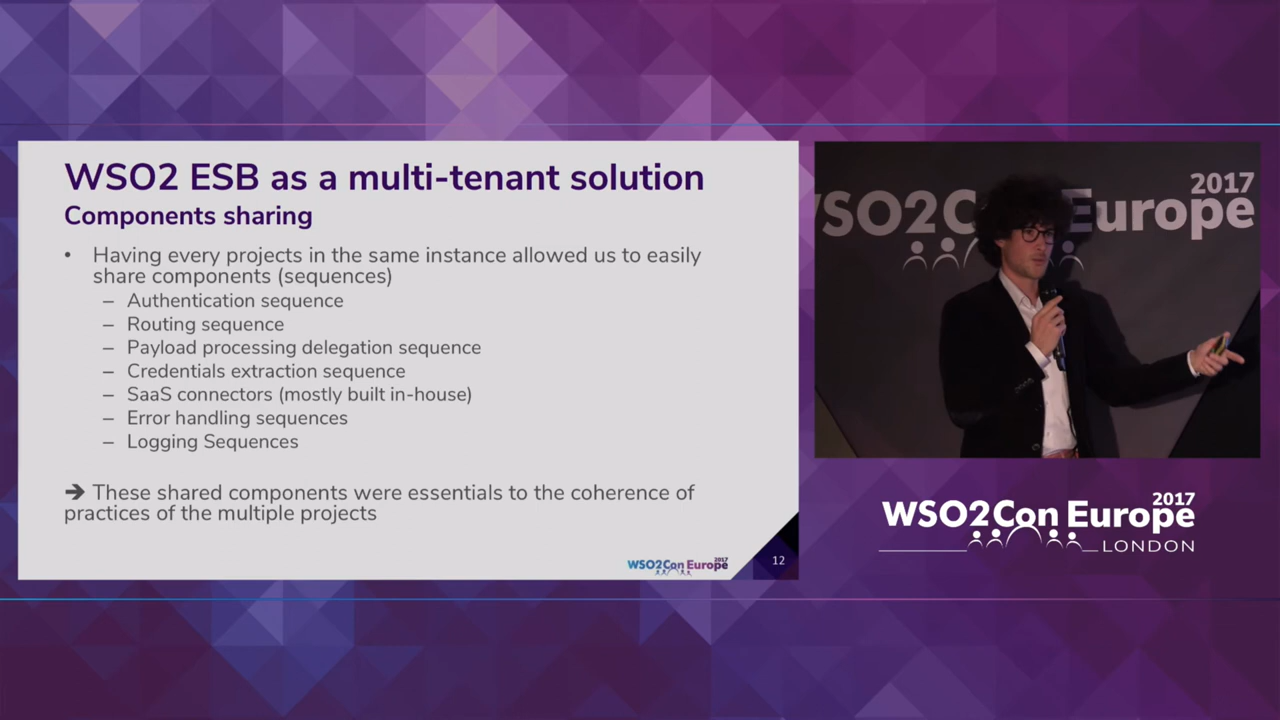 WSO2 ESB as a multi-tenant solution
Components sharing
• Having every projects in the same instance allowed us to easily
share components (sequences)
– Authentication sequence
– Routing sequence
– Payload processing delegation sequence
– Credentials extraction sequence
– SaaS connectors (mostly built in-house)
– Error handling sequences
– Logging Sequences
➔ These shared components were essentials to the coherence of
practices of the multiple projects
WSO2Con Europe 2017
12
2017
SO2C Europe
2017
WSO2Con Europe
LONDON